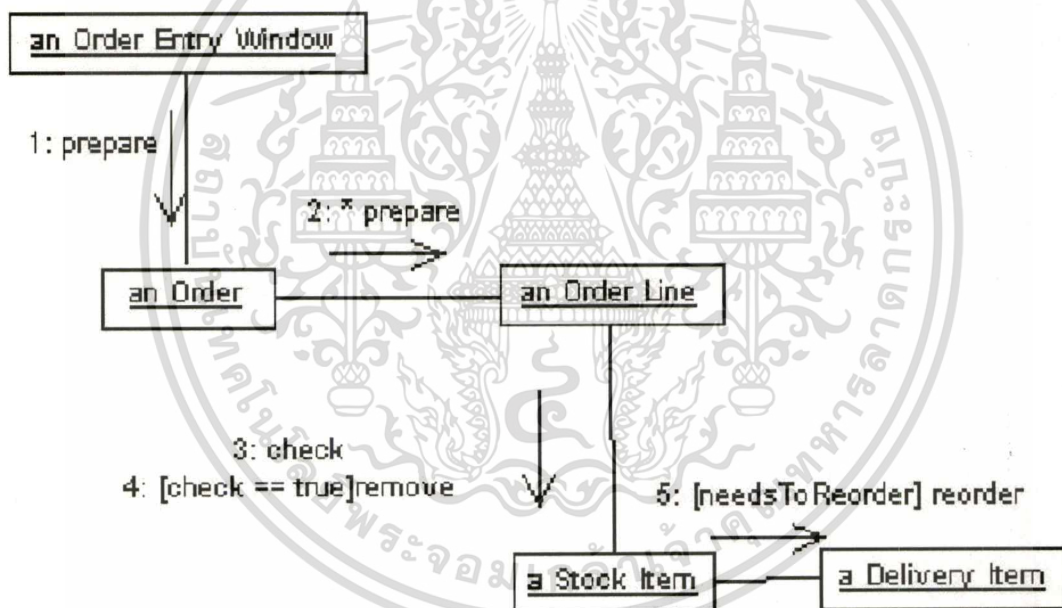 an Order Entry Window
1: prepare
2: * prepare
an Order
an Order Line
3: check
4: [check == true]remove
5: [needsToReorder] reorder
a Stock Item
a Delivery Item